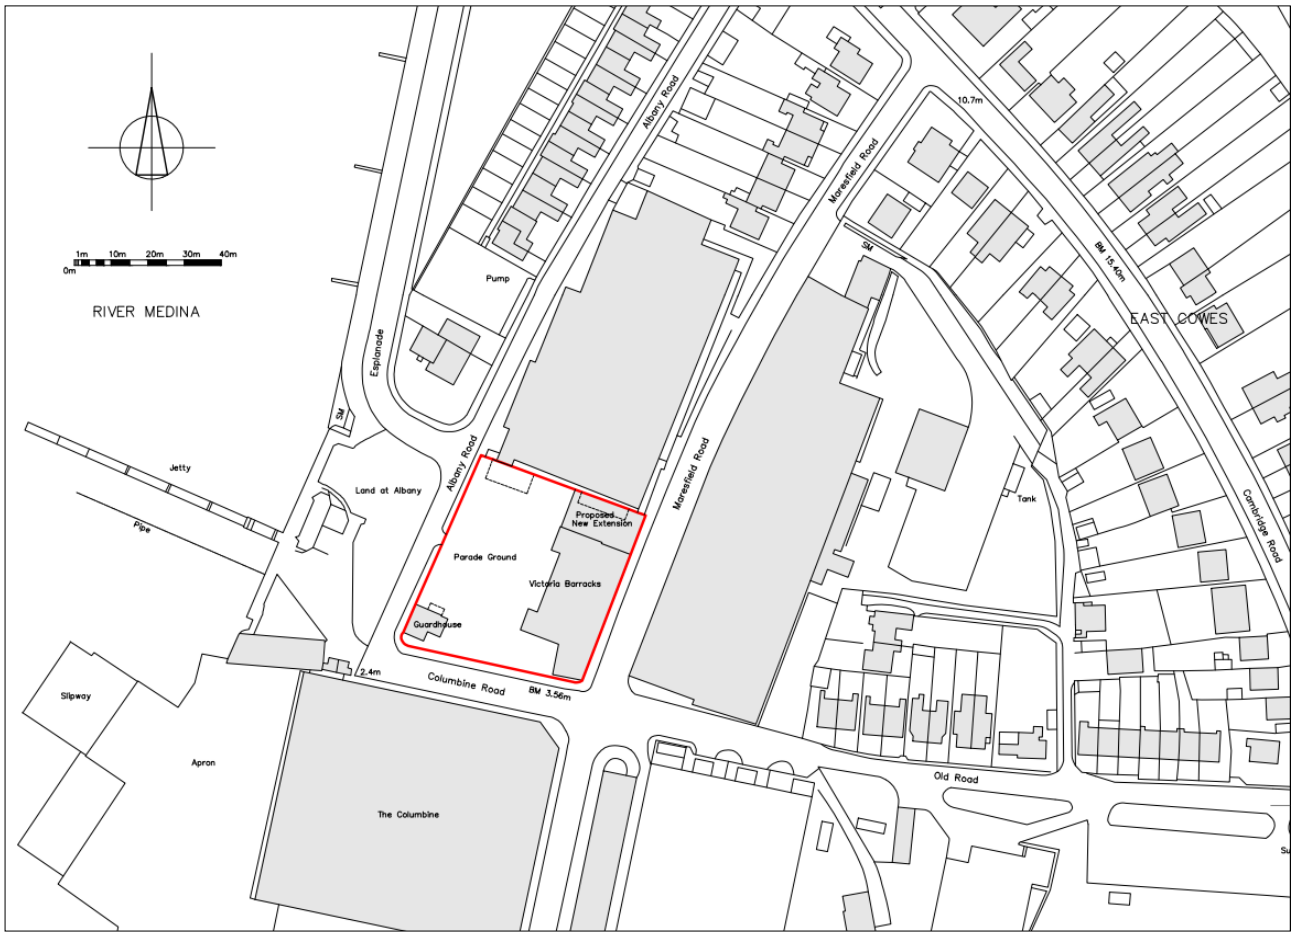 10.7m
Albany Road
Maresfield Road
SM
1m 10m 20m 30m 40m
0m
BM 15.40m
Pump
RIVER MEDINA
EAST COWES
Esplanade
SM
Albany Road
Maresfield Road
Jetty
Land at Albany
Tank
Cambridge Road
Pipe
Proposed
New Extension
Parade Ground
Victoria Barracks
Guardhouse
2.4m
Columbine Road
BM 3.56m
Slipway
Apron
Old Road
The Columbine
Su